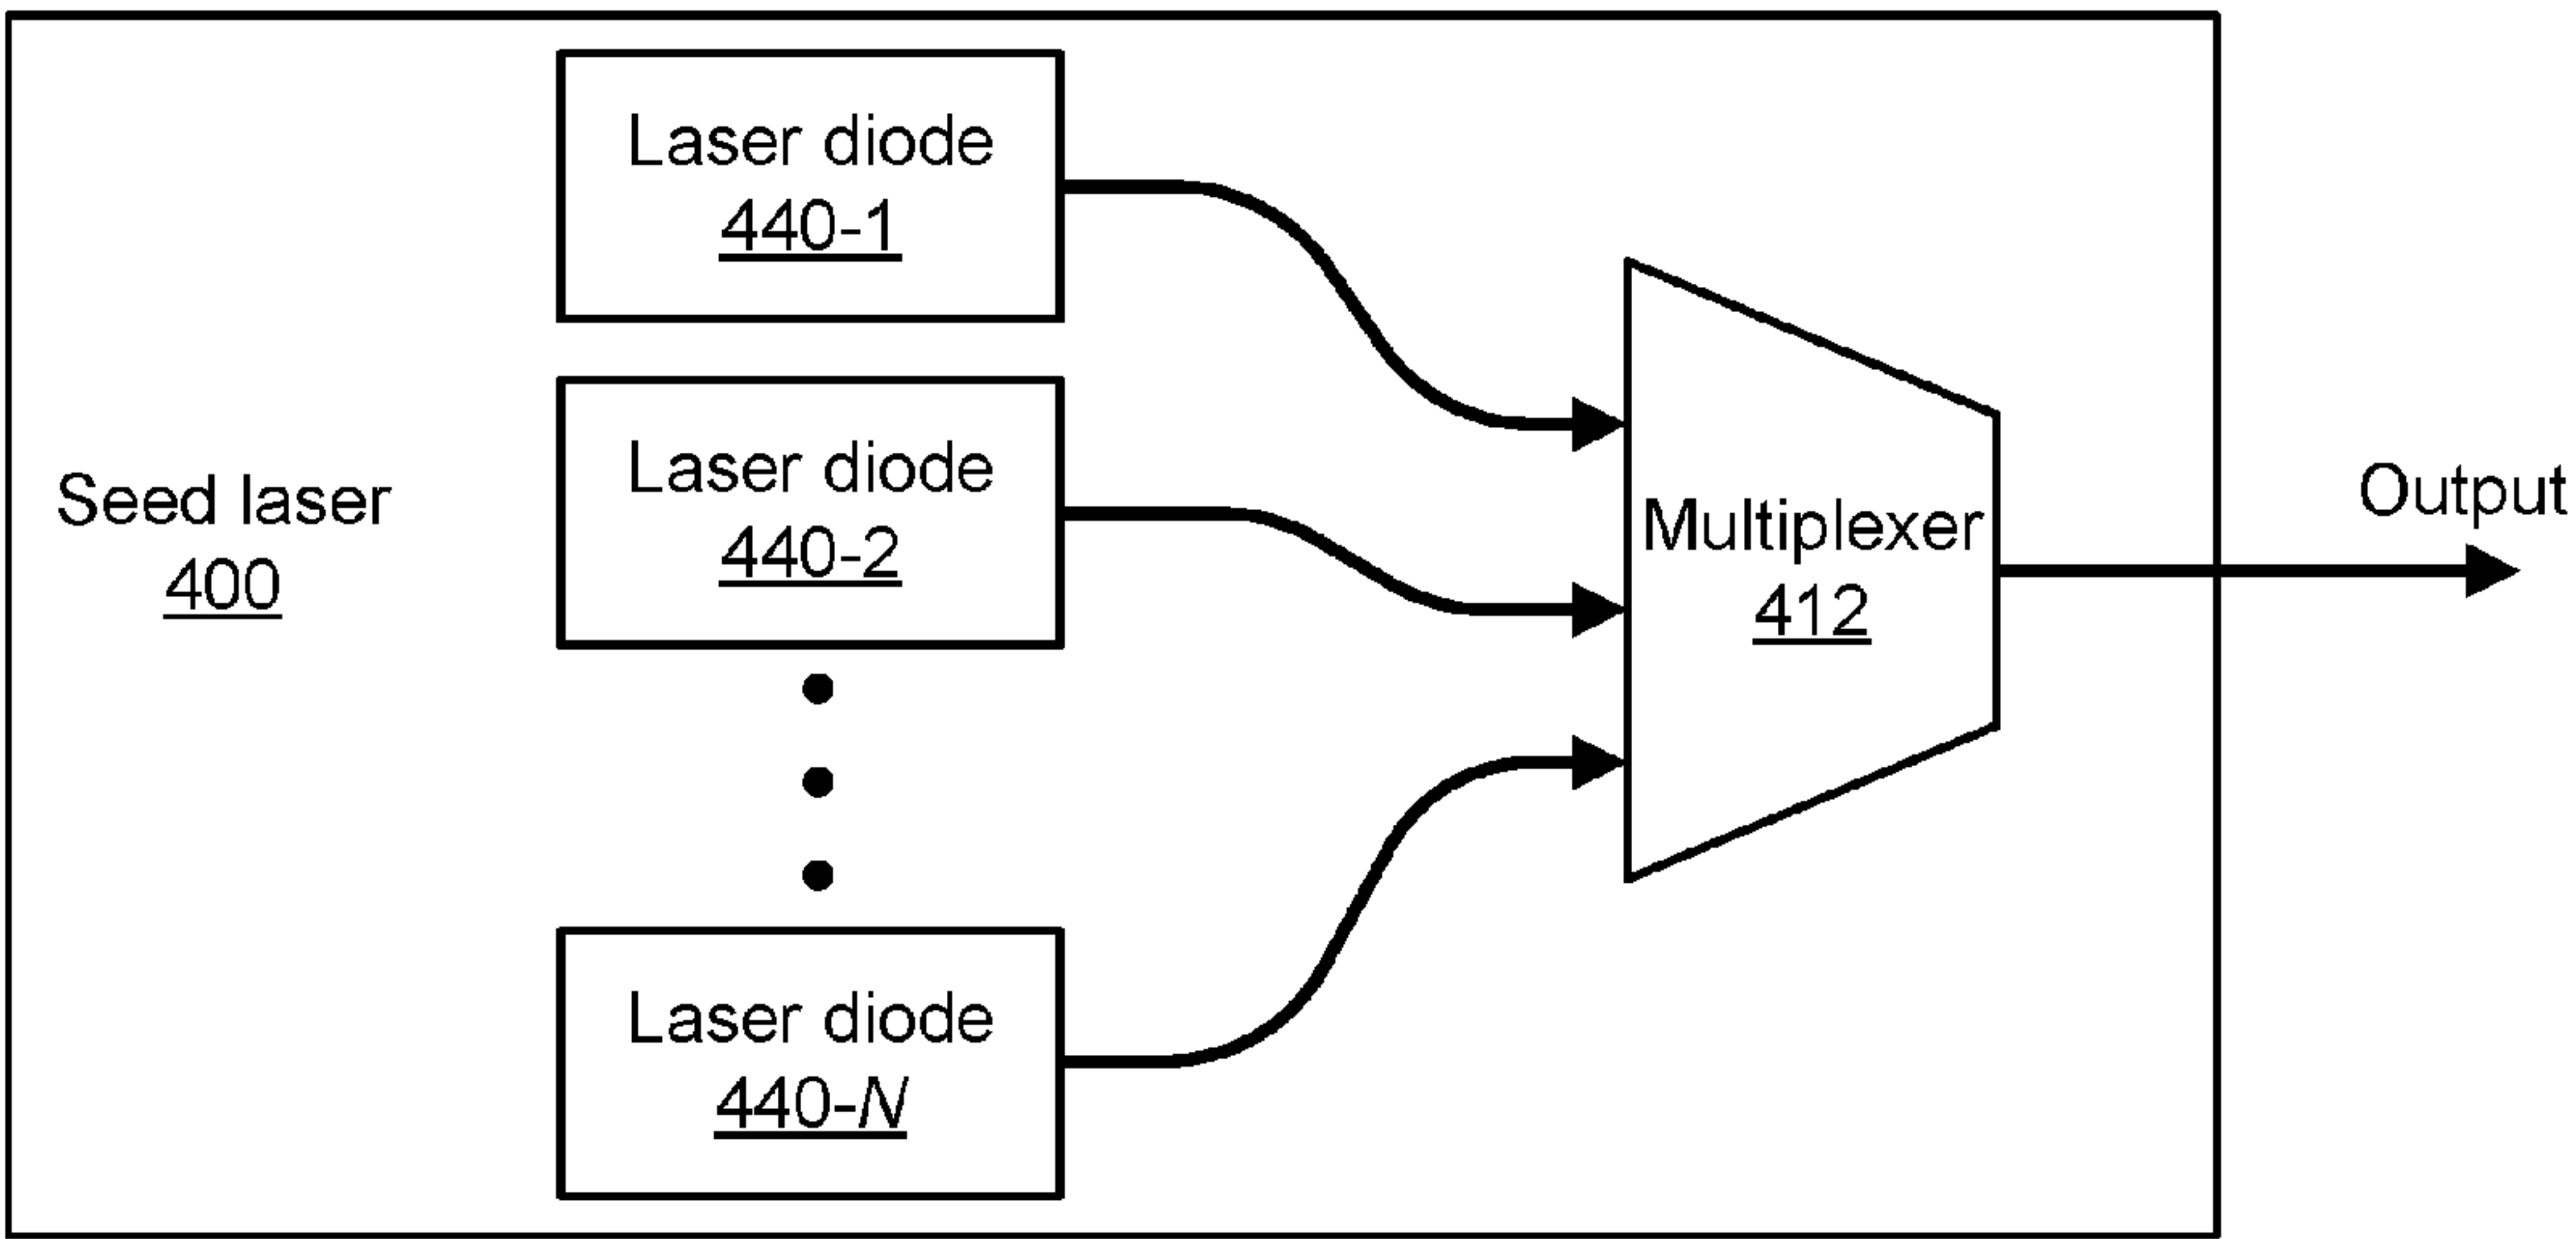 Seed laser
400
Laser diode
440-1
Laser diode
440-2
Laser diode
440-N
Multiplexer
412
Output